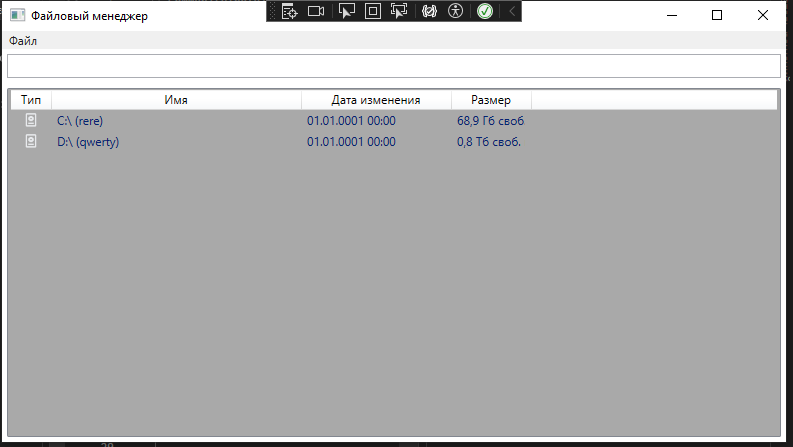 Файловый менеджер
Файл
Тип Имя Дата изменения Размер
C:\ (rere) 01.01.0001 00:00 68,9 Гб своб
D:\ (qwerty) 01.01.0001 00:00 0,8 Тб своб.